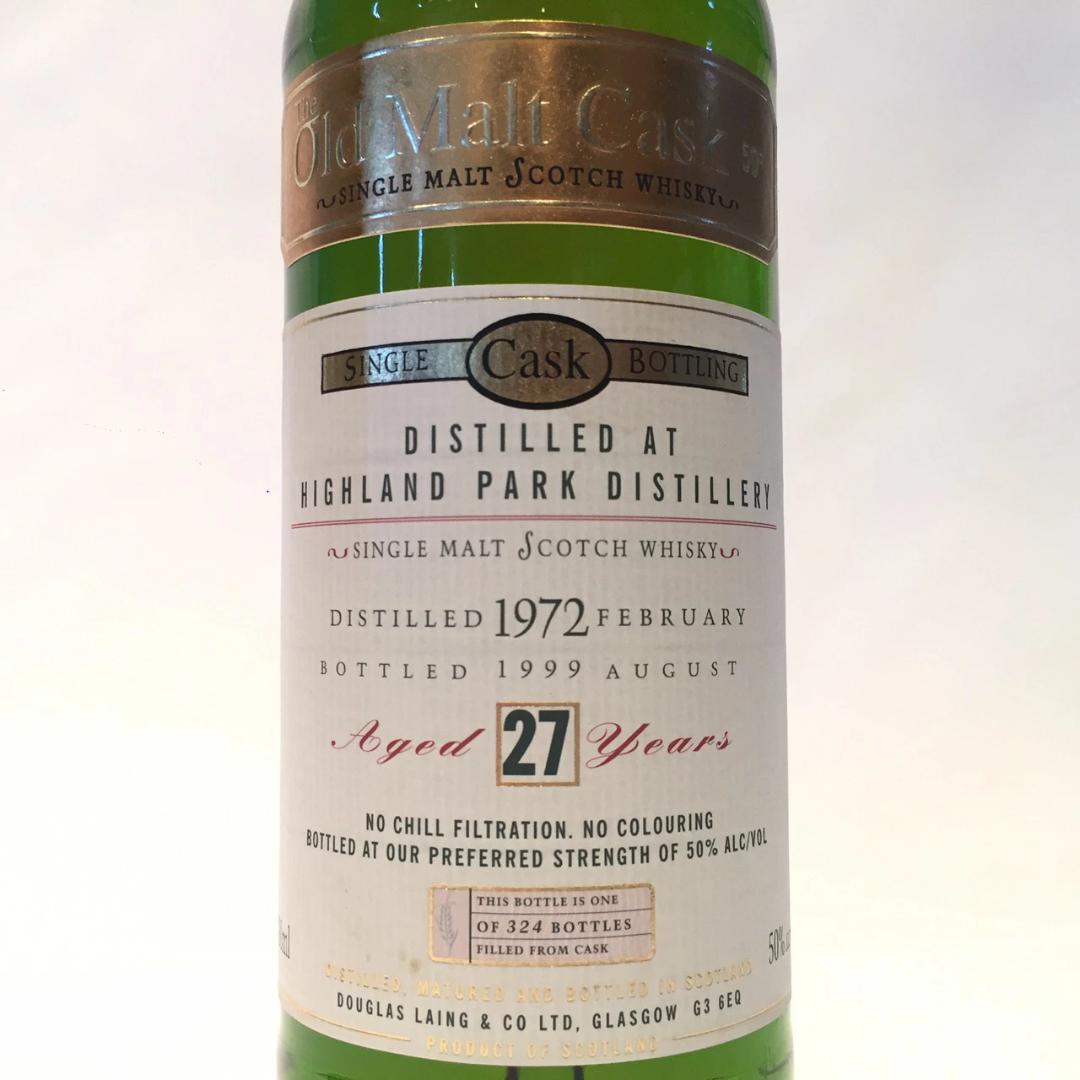 The
Old Malt Cask 50°
SINGLE MALT SCOTCH WHISKY
SINGLE Cask BOTTLING
DISTILLED AT
HIGHLAND PARK DISTILLERY
SINGLE MALT SCOTCH WHISKY
DISTILLED 1972 FEBRUARY
BOTTLED 1999 AUGUST
Aged 27 Years
NO CHILL FILTRATION. NO COLOURING
BOTTLED AT OUR PREFERRED STRENGTH OF 50% ALC/VOL
THIS BOTTLE IS ONE
OF 324 BOTTLES
FILLED FROM CASK
50%
DISTILLED, MATURED AND BOTTLED IN SCOTLAND
DOUGLAS LAING & CO LTD, GLASGOW G3 6EQ
PRODUCT OF SCOTLAND